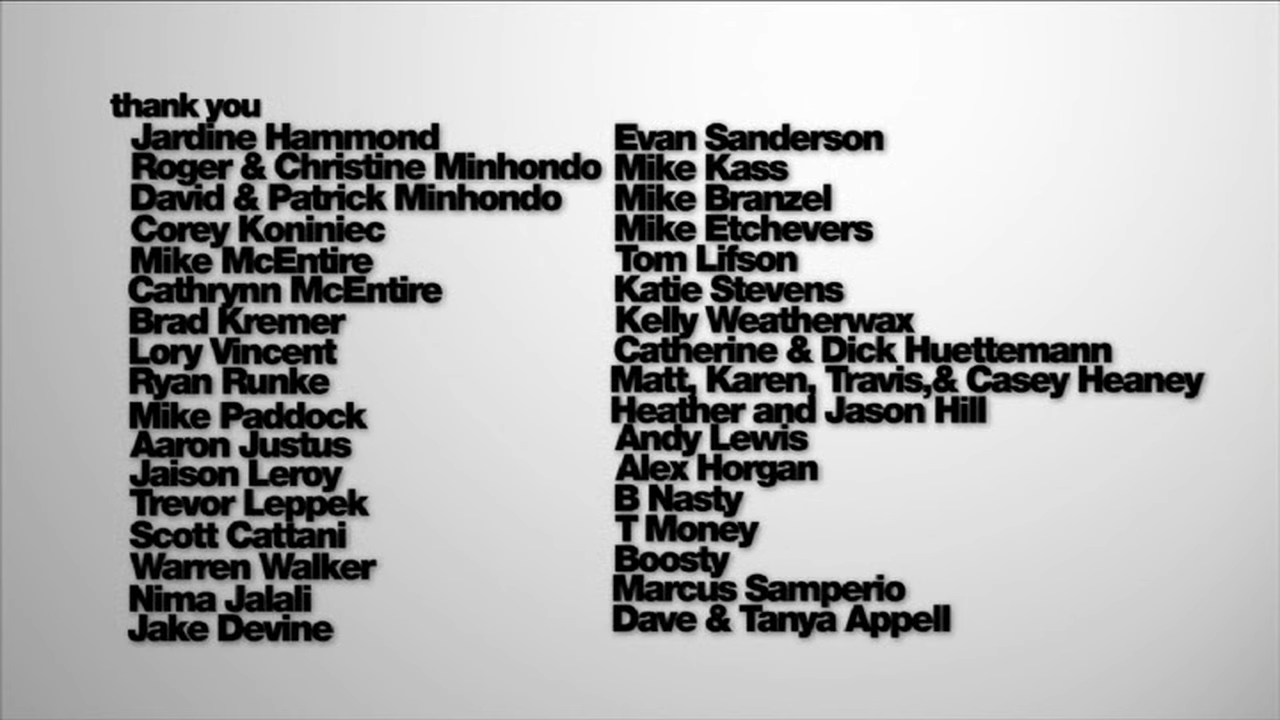 thank you
Jardine Hammond
Roger & Christine Minhondo
David & Patrick Minhondo
Corey Koniniec
Mike McEntire
Cathrynn McEntire
Brad Kremer
Lory Vincent
Ryan Runke
Mike Paddock
Aaron Justus
Jaison Leroy
Trevor Leppek
Scott Cattani
Warren Walker
Nima Jalali
Jake Devine
Evan Sanderson
Mike Kass
Mike Branzel
Mike Etchevers
Tom Lifson
Katie Stevens
Kelly Weatherwax
Catherine & Dick Huettemann
Matt, Karen, Travis,& Casey Heaney
Heather and Jason Hill
Andy Lewis
Alex Horgan
B Nasty
T Money
Boosty
Marcus Samperio
Dave & Tanya Appell